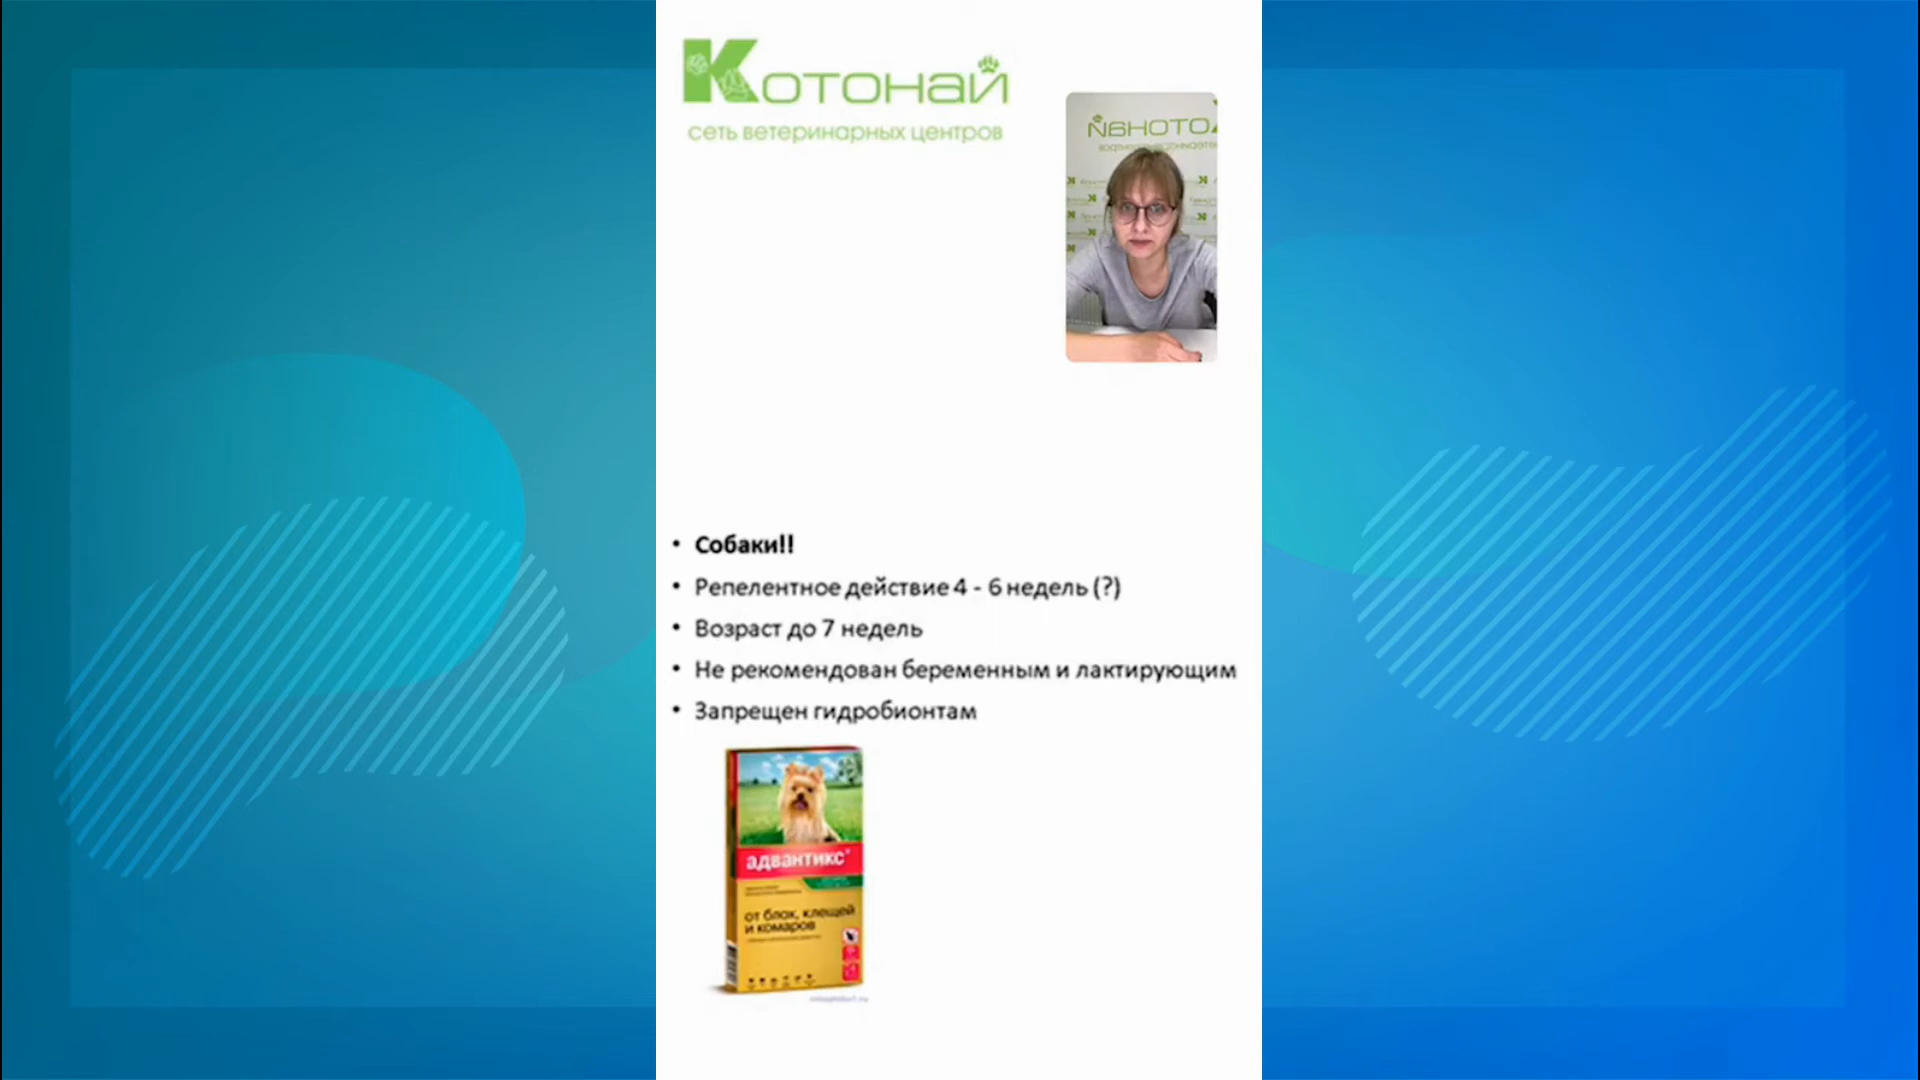 Котонай
сеть ветеринарных центров
Котонай
• Собаки!!
• Репелентное действие 4 - 6 недель (?)
• Возраст до 7 недель
• Не рекомендован беременным и лактирующим
• Запрещен гидробионтам
адвантикс
от блох, клещей
и комаров